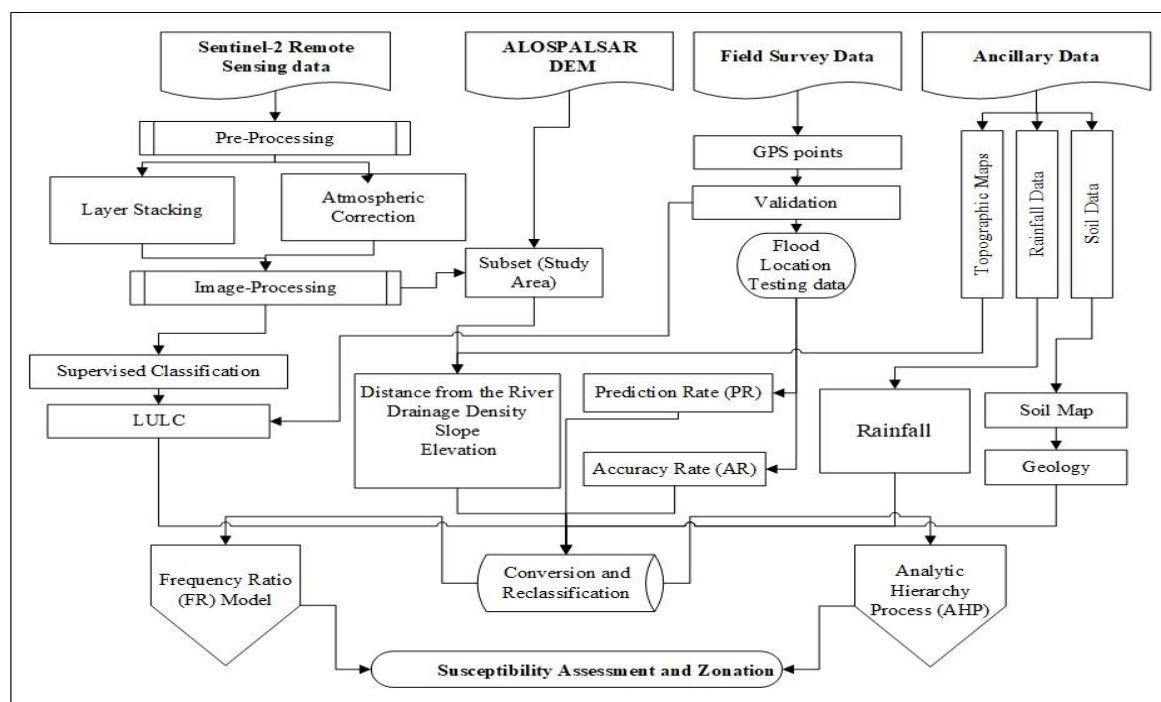 Sentinel-2 Remote
Sensing data
ALOSPALSAR
DEM
Field Survey Data
Ancillary Data
Pre-Processing
GPS points
Layer Stacking
Atmospheric
Correction
Validation
Topographic Maps
Rainfall Data
Soil Data
Image-Processing
Subset (Study
Area)
Flood
Location
Testing data
Supervised Classification
LULC
Distance from the River
Drainage Density
Slope
Elevation
Prediction Rate (PR)
Accuracy Rate (AR)
Rainfall
Soil Map
Geology
Frequency Ratio
(FR) Model
Conversion and
Reclassification
Analytic
Hierarchy
Process (AHP)
Susceptibility Assessment and Zonation